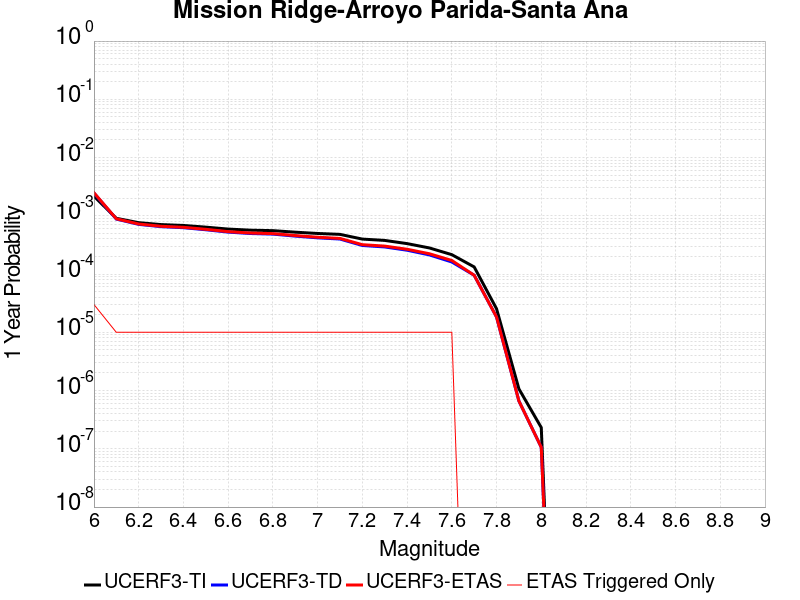 Mission Ridge-Arroyo Parida-Santa Ana
10^0
10^-1
10^-2
10^-3
10^-4
10^-5
10^-6
10^-7
10^-8
1 Year Probability
6 6.2 6.4 6.6 6.8 7 7.2 7.4 7.6 7.8 8 8.2 8.4 8.6 8.8 9
Magnitude
UCERF3-TI UCERF3-TD UCERF3-ETAS ETAS Triggered Only